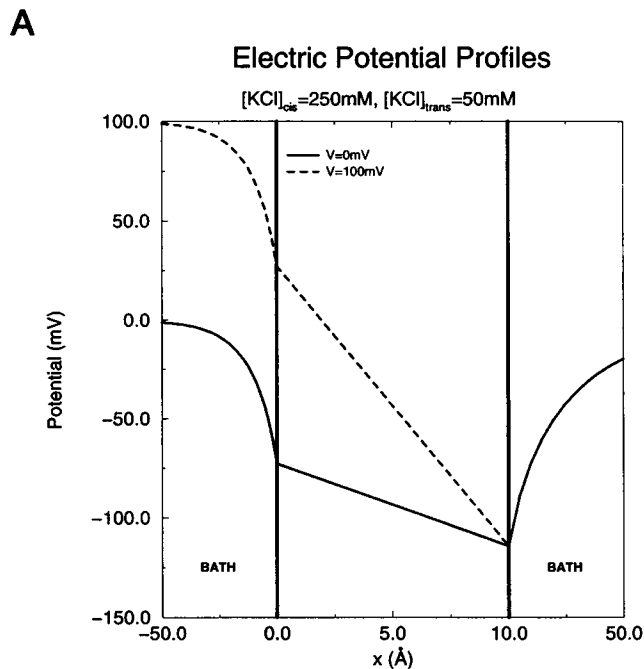 A
Electric Potential Profiles
[KCl]cis=250mM, [KCl]trans=50mM
100.0
V=0mV
V=100mV
50.0
0.0
Potential (mV)
−50.0
−100.0
BATH
BATH
−150.0
−50.0 0.0 5.0 10.0 50.0
x (Å)